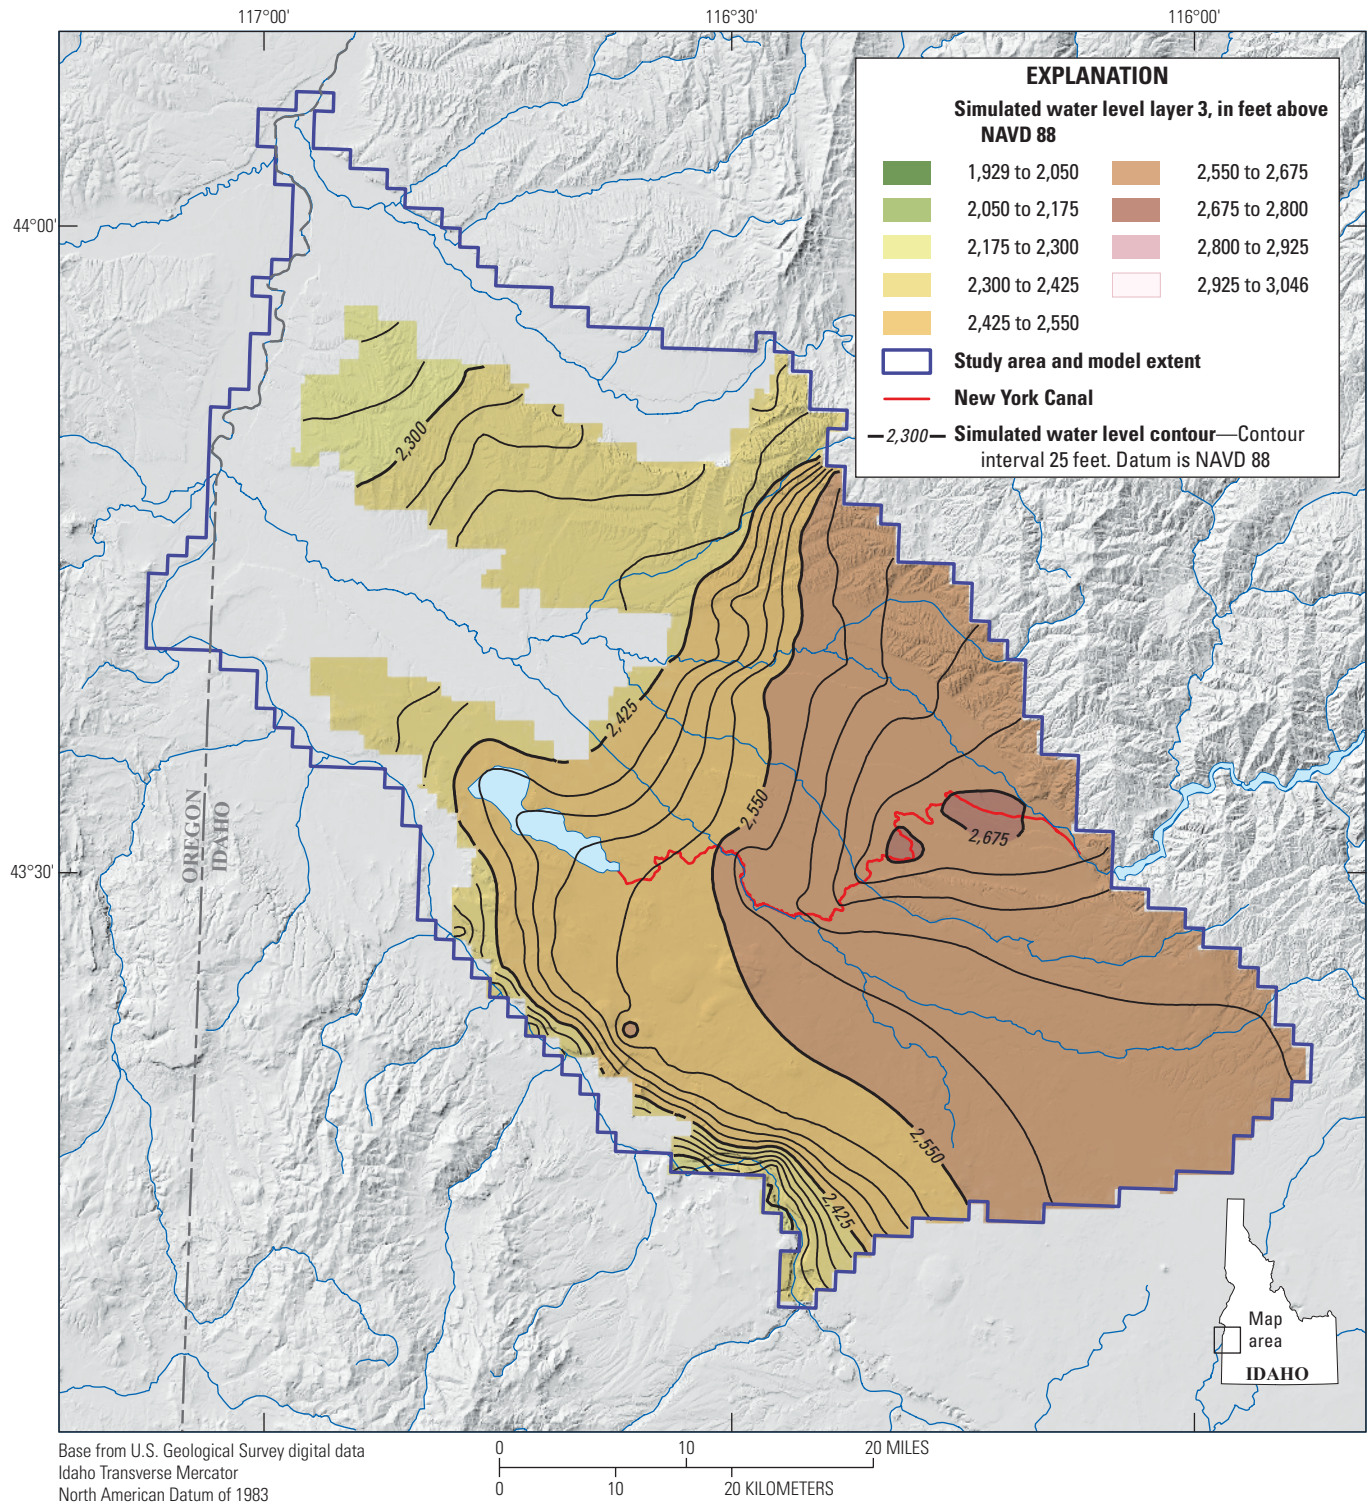 117°00'
116°30'
116°00'
44°00'
43°30'
EXPLANATION
Simulated water level layer 3, in feet above
NAVD 88
1,929 to 2,050
2,050 to 2,175
2,175 to 2,300
2,300 to 2,425
2,425 to 2,550
2,550 to 2,675
2,675 to 2,800
2,800 to 2,925
2,925 to 3,046
Study area and model extent
New York Canal
2,300
Simulated water level contour—Contour
interval 25 feet. Datum is NAVD 88
2,300
2,425
2,550
2,675
OREGON
IDAHO
2,550
2,425
Map
area
IDAHO
Base from U.S. Geological Survey digital data
Idaho Transverse Mercator
North American Datum of 1983
0 10 20 MILES
0 10 20 KILOMETERS